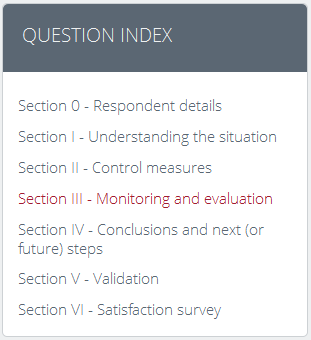 QUESTION INDEX
Section 0 - Respondent details
Section I - Understanding the situation
Section II - Control measures
Section III - Monitoring and evaluation
Section IV - Conclusions and next (or
future) steps
Section V - Validation
Section VI - Satisfaction survey